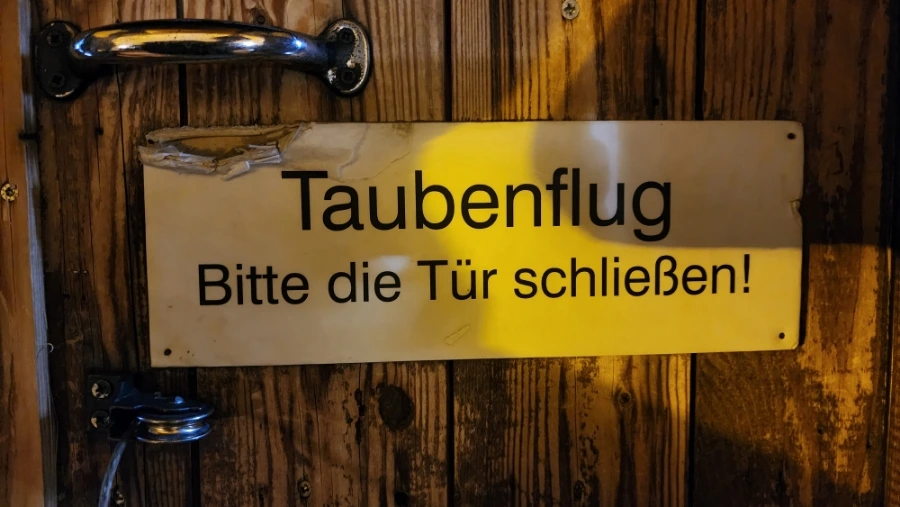 Taubenflug
Bitte die Tür schließen!